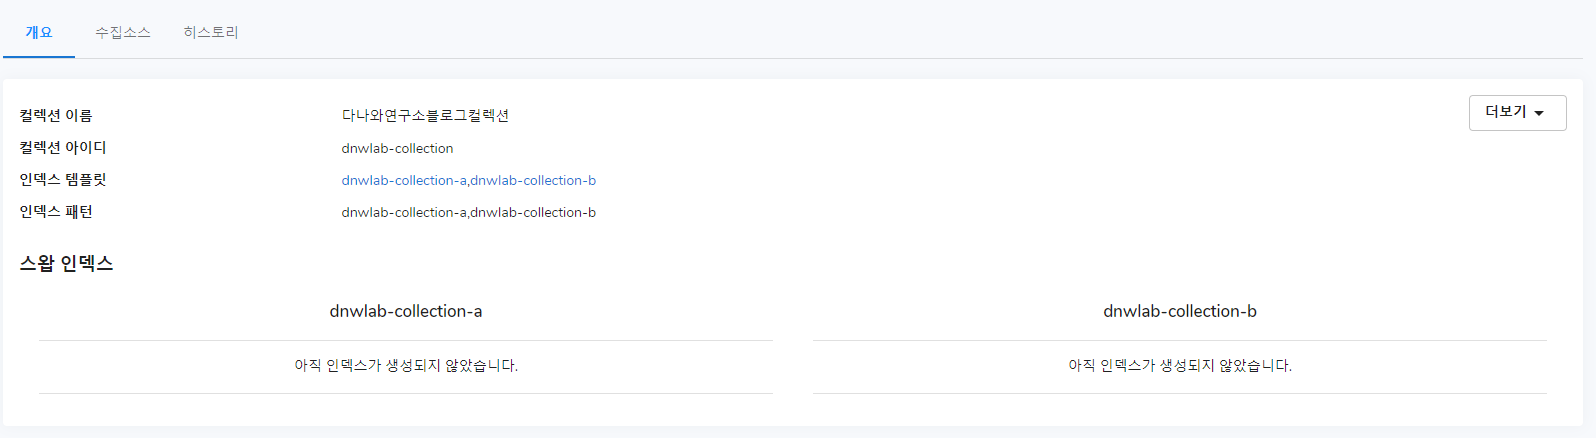 개요 수집소스 히스토리
컬렉션 이름 다나와연구소블로그컬렉션 더보기
컬렉션 아이디 dnwlab-collection
인덱스 템플릿 dnwlab-collection-a,dnwlab-collection-b
인덱스 패턴 dnwlab-collection-a,dnwlab-collection-b
스왑 인덱스
dnwlab-collection-a dnwlab-collection-b
아직 인덱스가 생성되지 않았습니다. 아직 인덱스가 생성되지 않았습니다.